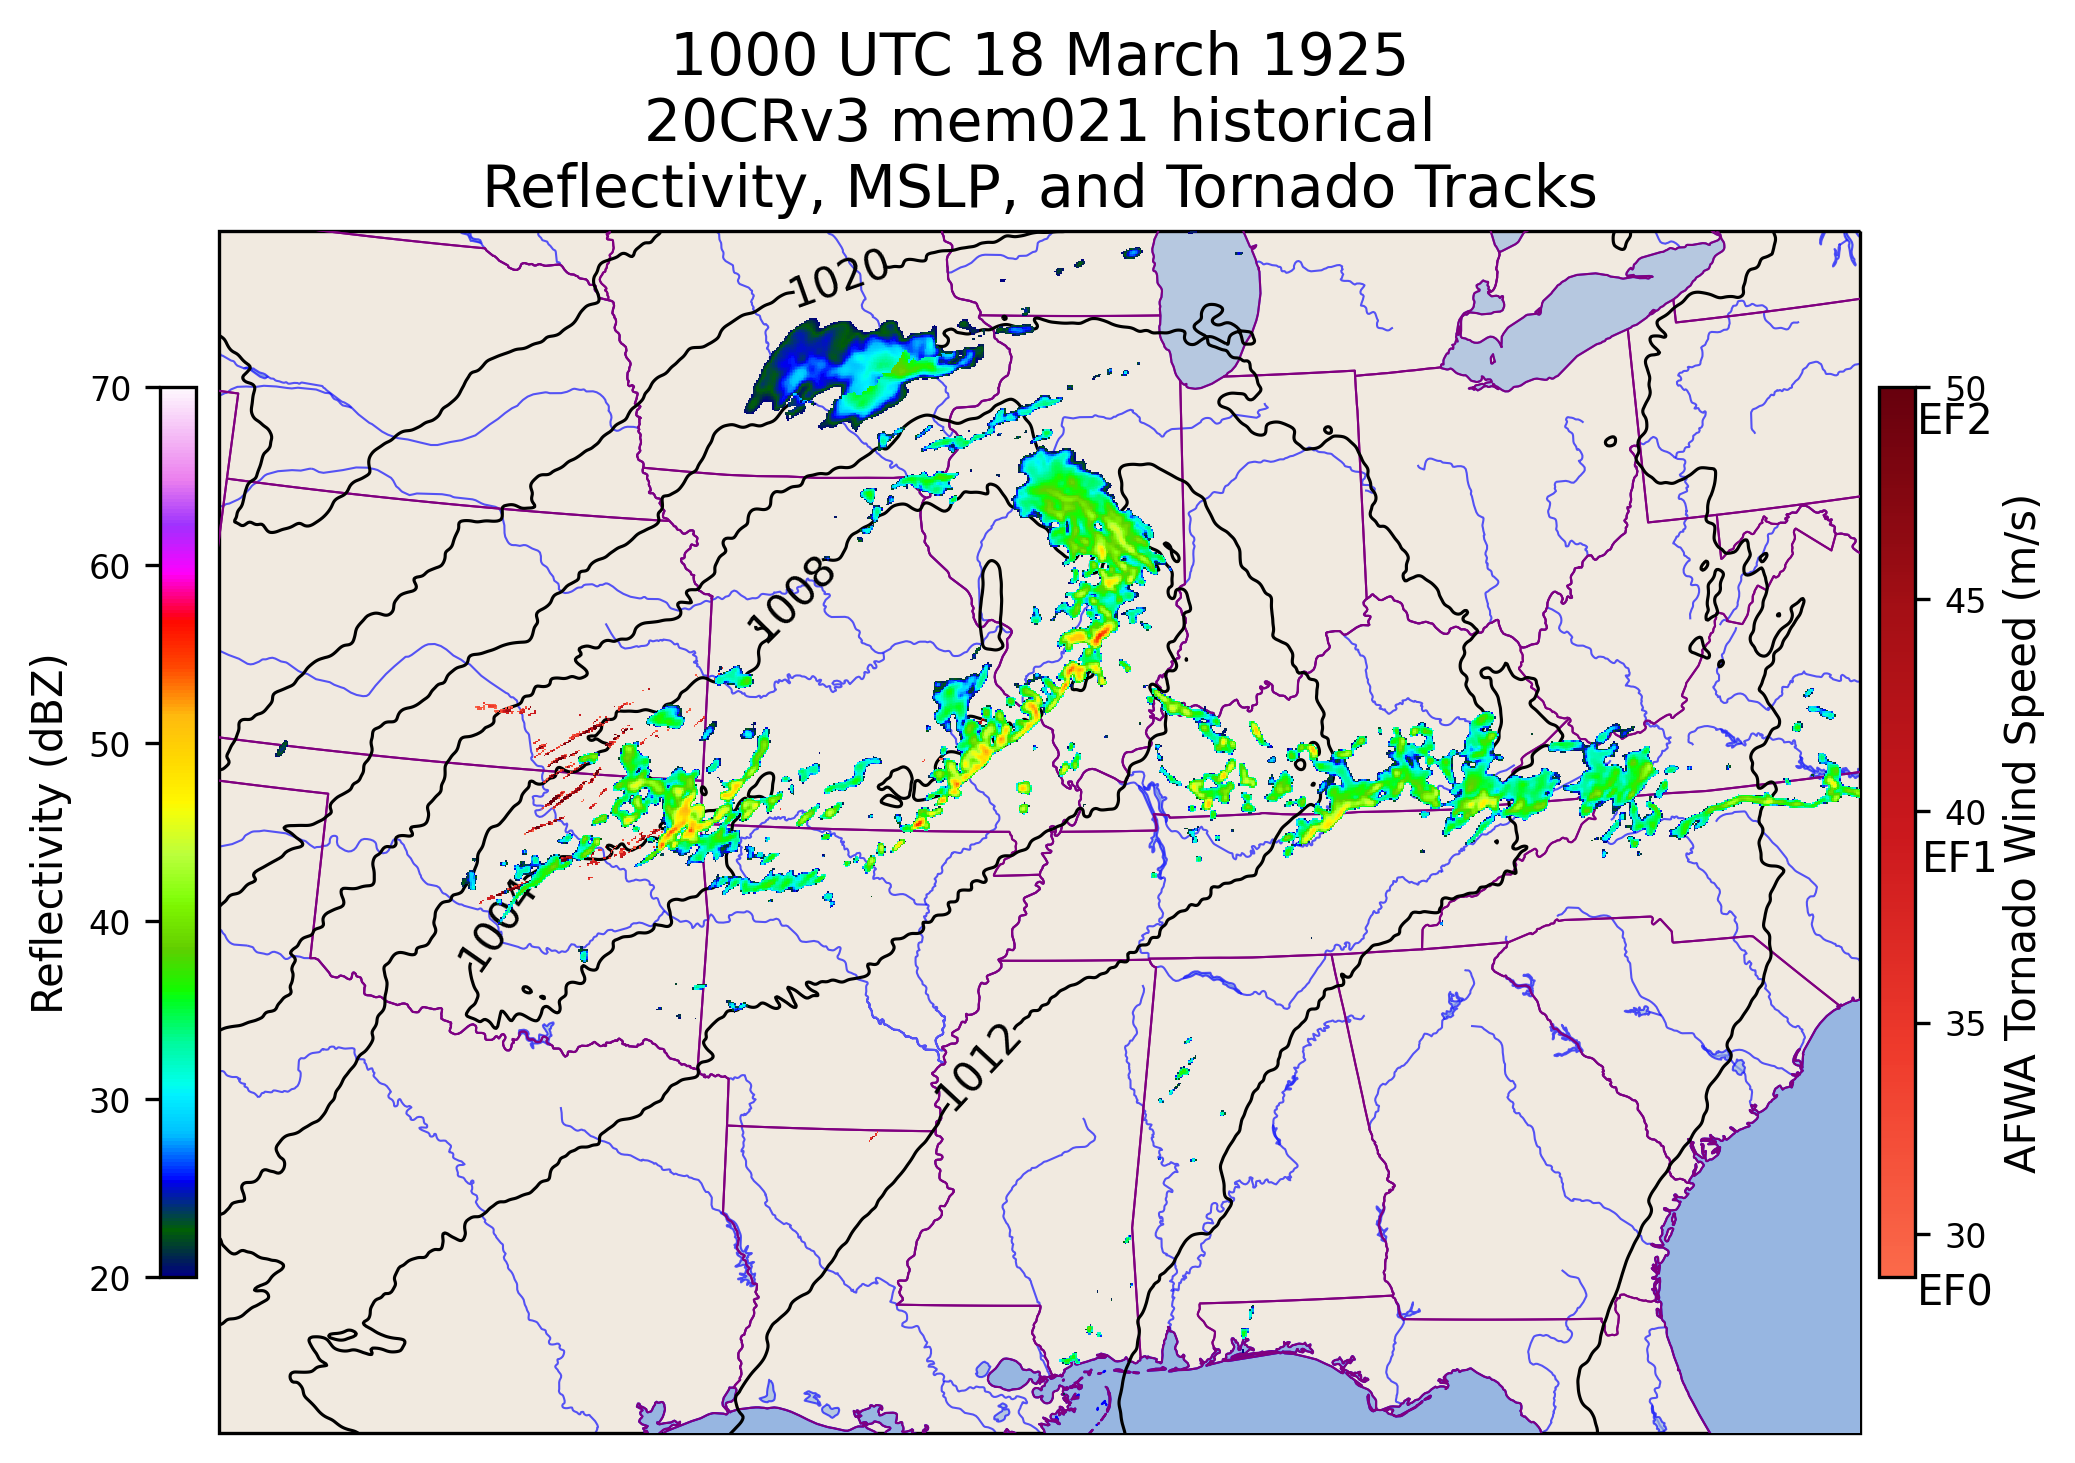 1000 UTC 18 March 1925
20CRv3 mem021 historical
Reflectivity, MSLP, and Tornado Tracks
1020
1008
1004
1012
70
60
50
40
30
20
Reflectivity (dBZ)
50
EF2
45
40
EF1
35
30
EF0
AFWA Tornado Wind Speed (m/s)